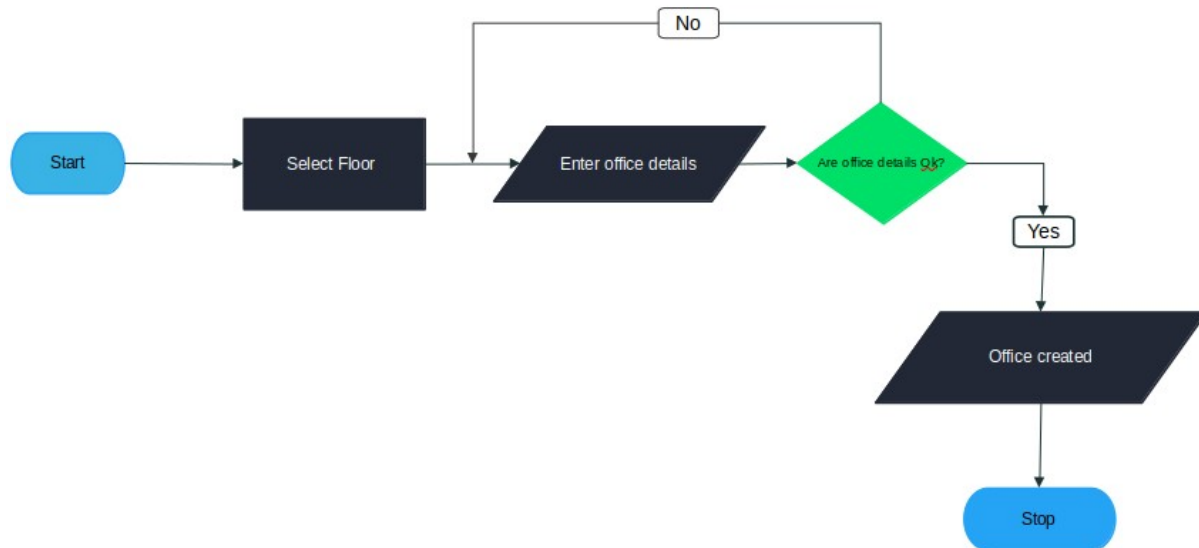 No
Start
Select Floor
Enter office details
Are office details Ok?
Yes
Office created
Stop